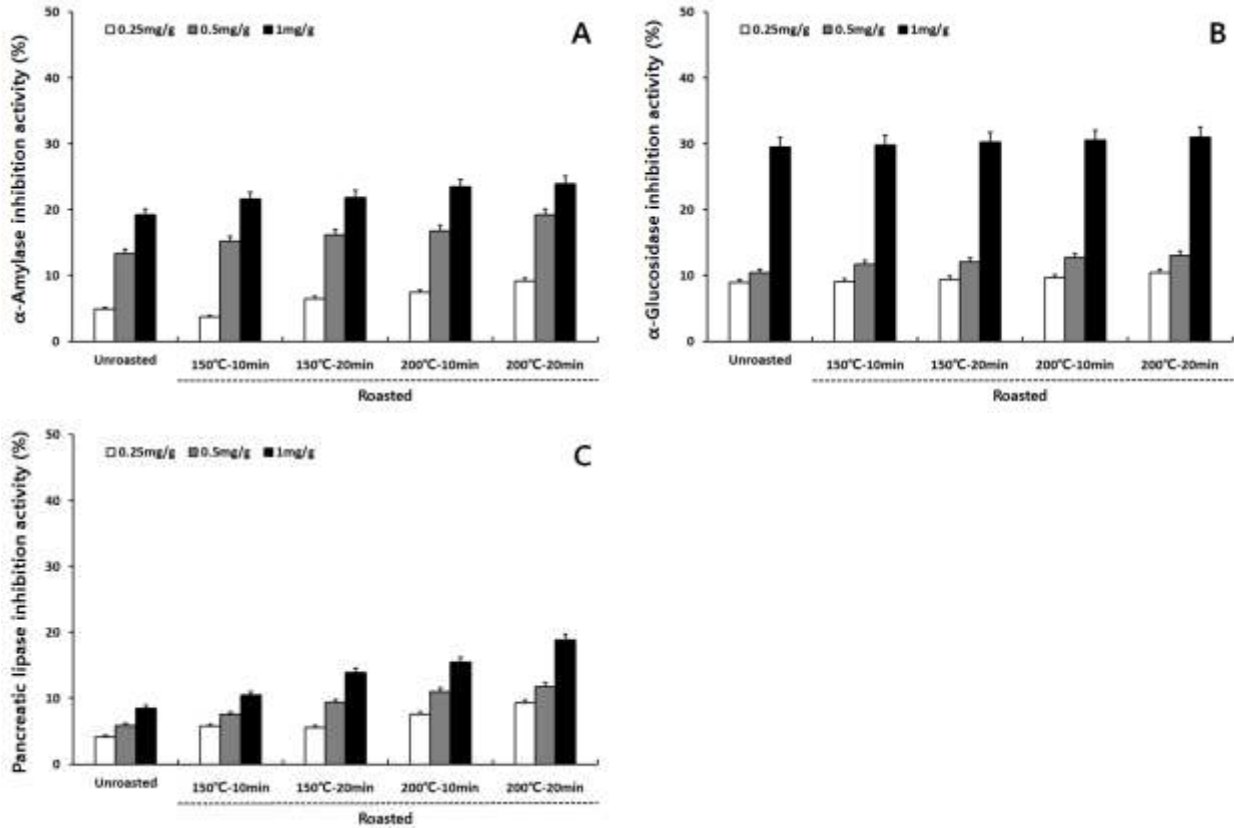 α-Amylase inhibition activity (%)
50
40
30
20
10
0
0.25mg/g 0.5mg/g 1mg/g
A
Unroasted 150℃-10min 150℃-20min 200℃-10min 200℃-20min
Roasted
α-Glucosidase inhibition activity (%)
50
40
30
20
10
0
0.25mg/g 0.5mg/g 1mg/g
B
Unroasted 150℃-10min 150℃-20min 200℃-10min 200℃-20min
Roasted
Pancreatic lipase inhibition activity (%)
50
40
30
20
10
0
0.25mg/g 0.5mg/g 1mg/g
C
Unroasted 150℃-10min 150℃-20min 200℃-10min 200℃-20min
Roasted